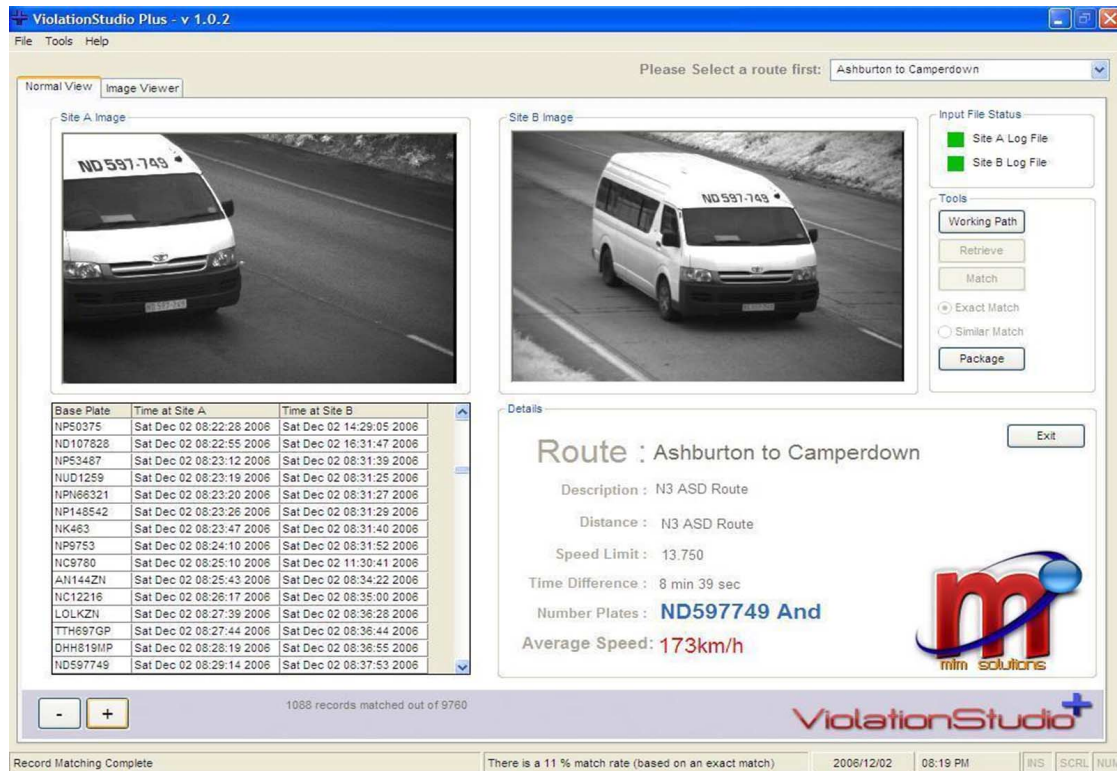 ViolationStudio Plus - v 1.0.2
File Tools Help
Please Select a route first: Ashburton to Camperdown
Normal View Image Viewer
Site A Image
ND 597-749
ND 597-749
Site B Image
ND 597-749
Input File Status
Site A Log File
Site B Log File
Tools
Working Path
Retrieve
Match
Exact Match
Similar Match
Package
Base Plate Time at Site A Time at Site B
NP50375 Sat Dec 02 08:22:28 2006 Sat Dec 02 14:29:05 2006
ND107828 Sat Dec 02 08:22:55 2006 Sat Dec 02 16:31:47 2006
NP53487 Sat Dec 02 08:23:12 2006 Sat Dec 02 08:31:39 2006
NUD1259 Sat Dec 02 08:23:19 2006 Sat Dec 02 08:31:25 2006
NPN66321 Sat Dec 02 08:23:20 2006 Sat Dec 02 08:31:27 2006
NP148542 Sat Dec 02 08:23:26 2006 Sat Dec 02 08:31:29 2006
NK463 Sat Dec 02 08:23:47 2006 Sat Dec 02 08:31:40 2006
NP9753 Sat Dec 02 08:24:10 2006 Sat Dec 02 08:31:52 2006
NC9780 Sat Dec 02 08:25:10 2006 Sat Dec 02 11:30:41 2006
AN144ZN Sat Dec 02 08:25:43 2006 Sat Dec 02 08:34:22 2006
NC12216 Sat Dec 02 08:26:17 2006 Sat Dec 02 08:35:00 2006
LOLKZN Sat Dec 02 08:27:39 2006 Sat Dec 02 08:36:28 2006
TTH697GP Sat Dec 02 08:27:44 2006 Sat Dec 02 08:36:44 2006
DHH819MP Sat Dec 02 08:28:19 2006 Sat Dec 02 08:36:55 2006
ND597749 Sat Dec 02 08:29:14 2006 Sat Dec 02 08:37:53 2006
Details
Exit
Route : Ashburton to Camperdown
Description : N3 ASD Route
Distance : N3 ASD Route
Speed Limit : 13.750
Time Difference : 8 min 39 sec
Number Plates : ND597749 And
Average Speed: 173km/h
mim solutions
- +
1088 records matched out of 9760
ViolationStudio+
Record Matching Complete
There is a 11 % match rate (based on an exact match)
2006/12/02
08:19 PM
INS SCRL NUM